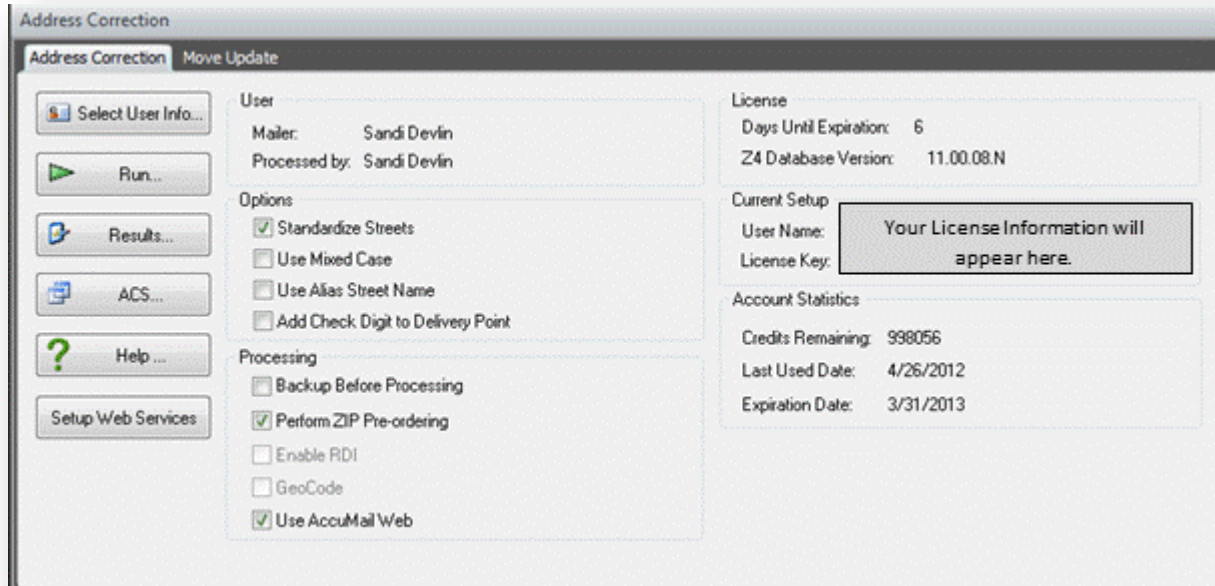 Address Correction
Address Correction Move Update
Select User Info...
Run...
Results...
ACS...
Help ...
Setup Web Services
User
Mailer: Sandi Devlin
Processed by: Sandi Devlin
Options
Standardize Streets
Use Mixed Case
Use Alias Street Name
Add Check Digit to Delivery Point
Processing
Backup Before Processing
Perform ZIP Pre-ordering
Enable RDI
GeoCode
Use AccuMail Web
License
Days Until Expiration: 6
Z4 Database Version: 11.00.08.N
Current Setup
User Name:
License Key:
Your License Information will
appear here.
Account Statistics
Credits Remaining: 998056
Last Used Date: 4/26/2012
Expiration Date: 3/31/2013